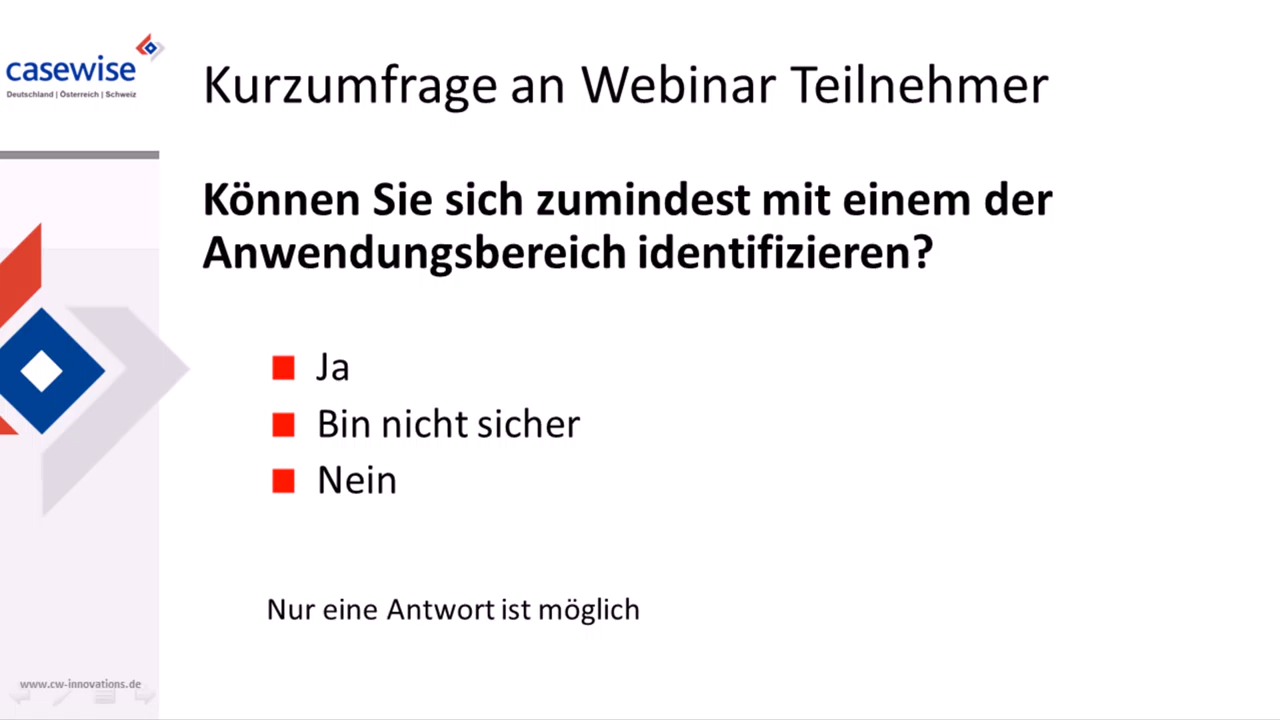 casewise
Deutschland | Österreich | Schweiz
Kurzumfrage an Webinar Teilnehmer
Können Sie sich zumindest mit einem der
Anwendungsbereich identifizieren?
Ja
Bin nicht sicher
Nein
Nur eine Antwort ist möglich
www.cw-innovations.de